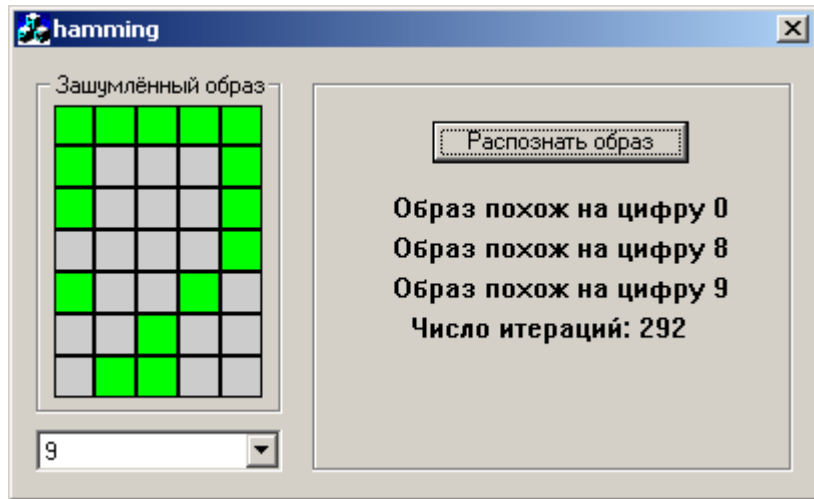 hamming
Зашумлённый образ
9
Распознать образ
Образ похож на цифру 0
Образ похож на цифру 8
Образ похож на цифру 9
Число итераций: 292